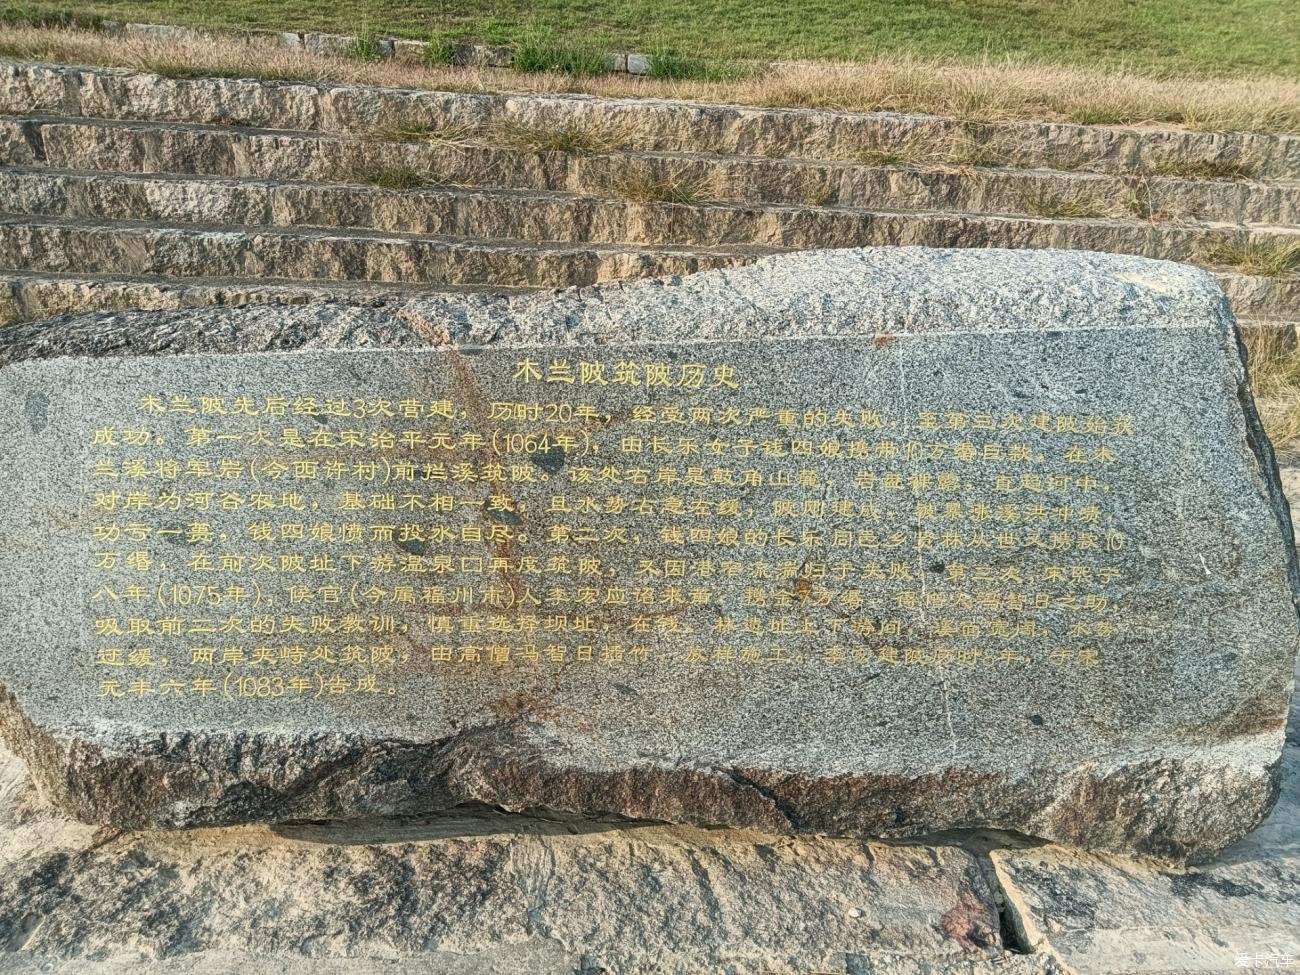 木兰陂筑陂历史
木兰陂先后经过3次营建，历时20年，经受两次严重的失败，至第三次建陂始获
成功。第一次是在宋治平元年(1064年)，由长乐女子钱四娘携带10万缗巨款，在木
兰溪将军岩(今西许村)前拦溪筑陂。该处右岸是鼓角山麓，岩盘裸露，直趋河中，
对岸为河谷农地，基础不相一致，且水势右急左缓，陂刚建成，被暴涨溪洪冲溃，
功亏一篑，钱四娘愤而投水自尽。第二次，钱四娘的长乐同邑乡贤林从世又携款10
万缗，在前次陂址下游温泉口再度筑陂，又因港窄流湍归于失败。第三次，宋熙宁
八年(1075年)，侯官(今属福州市)人李宏应诏来莆，携金7万缗，得僧人冯智日之助，
吸取前二次的失败教训，慎重选择坝址，在钱、林遗址上下游间，溪面宽阔，水势
迂缓，两岸夹峙处筑陂，由高僧冯智日插竹，放样施工。李宏建陂历时8年，于宋
元丰六年(1083年)告成。
爱卡汽车